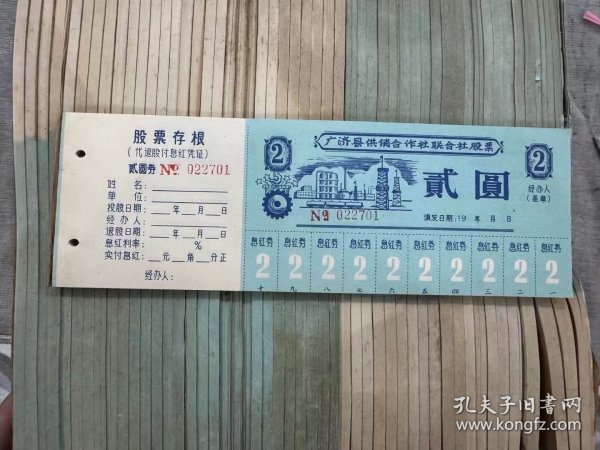 股票存根
(代退股付息红凭证)
贰圆券 № 022701
姓名:
单位:
投股日期: 年 月 日
经办人:
退股日期: 年 月 日
息红利率: %
实付息红: 元 角 分正
经办人:
2
广济县供销合作社联合社股票
2
貳圓
经办人
(盖章)
№ 022701
填发日期:19 年 月 日
息红券 息红券 息红券 息红券 息红券 息红券 息红券 息红券 息红券 息红券
2 2 2 2 2 2 2 2 2 2
十 九 八 七 六 五 四 三 二 一
孔夫子旧书网
www.kongfz.com